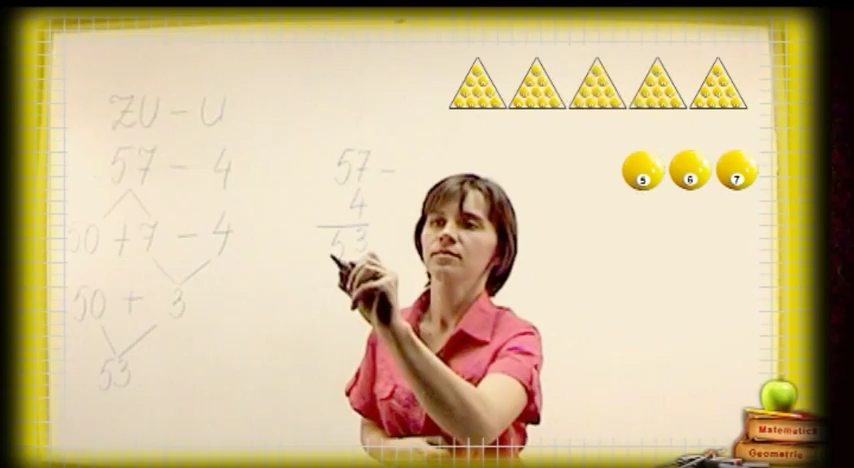 ZU - U
57 - 4
50 + 7 - 4
50 + 3
53
57 -
4
53
5 6 7
Matematica
Geometrie